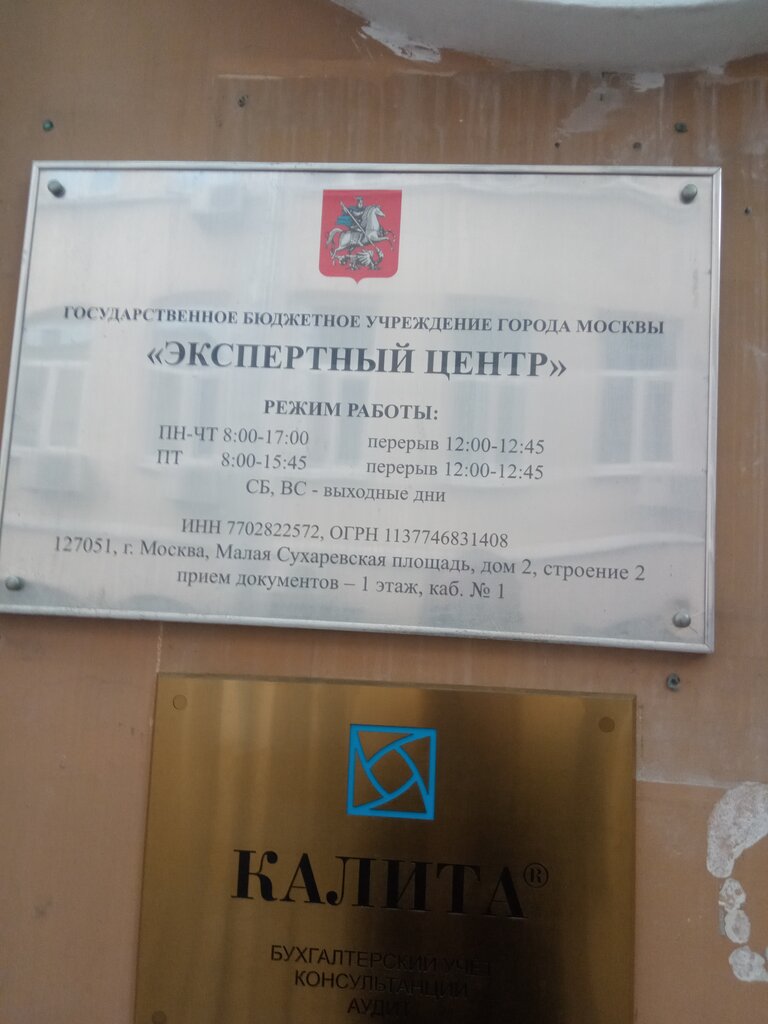 ГОСУДАРСТВЕННОЕ БЮДЖЕТНОЕ УЧРЕЖДЕНИЕ ГОРОДА МОСКВЫ
«ЭКСПЕРТНЫЙ ЦЕНТР»
РЕЖИМ РАБОТЫ:
ПН-ЧТ 8:00-17:00 перерыв 12:00-12:45
ПТ 8:00-15:45 перерыв 12:00-12:45
СБ, ВС - выходные дни
ИНН 7702822572, ОГРН 1137746831408
127051, г. Москва, Малая Сухаревская площадь, дом 2, строение 2
прием документов – 1 этаж, каб. № 1
КАЛИТА®
БУХГАЛТЕРСКИЙ УЧЕТ
КОНСУЛЬТАЦИИ
АУДИТ